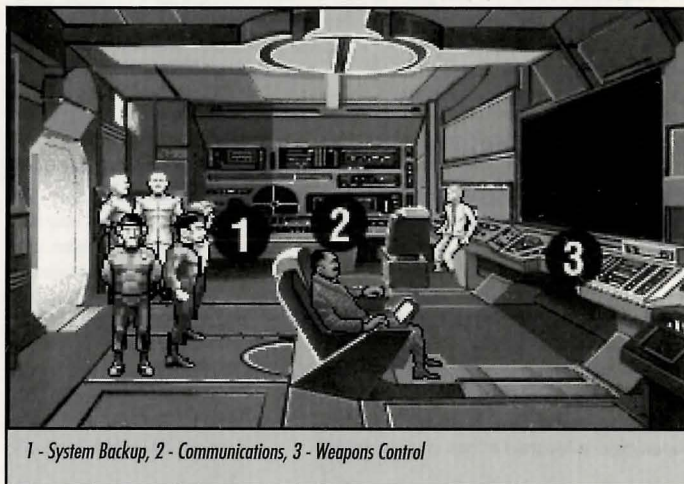 1
2
3
1 - System Backup, 2 - Communications, 3 - Weapons Control